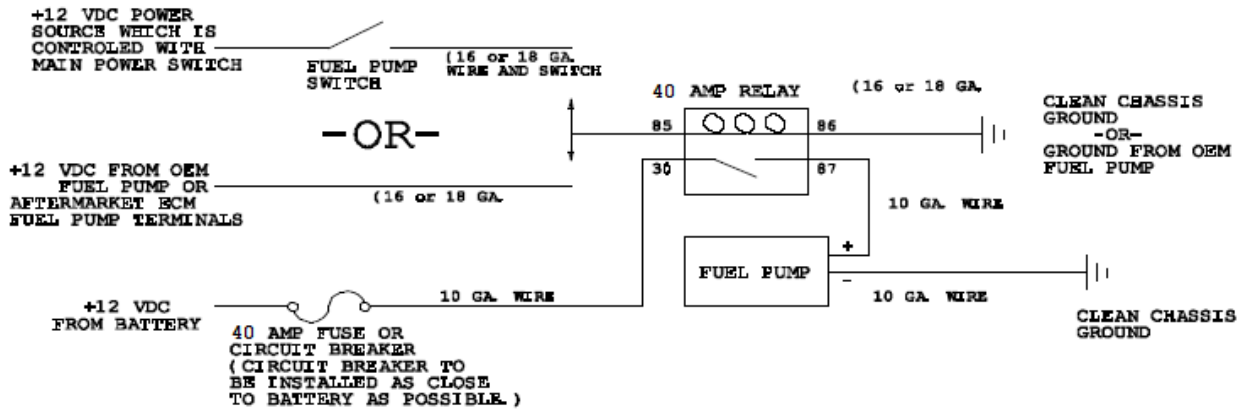 +12 VDC POWER
SOURCE WHICH IS
CONTROLED WITH
MAIN POWER SWITCH
FUEL PUMP
SWITCH
(16 or 18 GA.
WIRE AND SWITCH
-OR-
+12 VDC FROM OEM
FUEL PUMP OR
AFTERMARKET ECM
FUEL PUMP TERMINALS
(16 or 18 GA.
40 AMP RELAY
85
86
30
87
(16 or 18 GA.
CLEAN CHASSIS
GROUND
-OR-
GROUND FROM OEM
FUEL PUMP
10 GA. WIRE
FUEL PUMP
+
-
10 GA. WIRE
CLEAN CHASSIS
GROUND
+12 VDC
FROM BATTERY
10 GA. WIRE
40 AMP FUSE OR
CIRCUIT BREAKER
(CIRCUIT BREAKER TO
BE INSTALLED AS CLOSE
TO BATTERY AS POSSIBLE.)